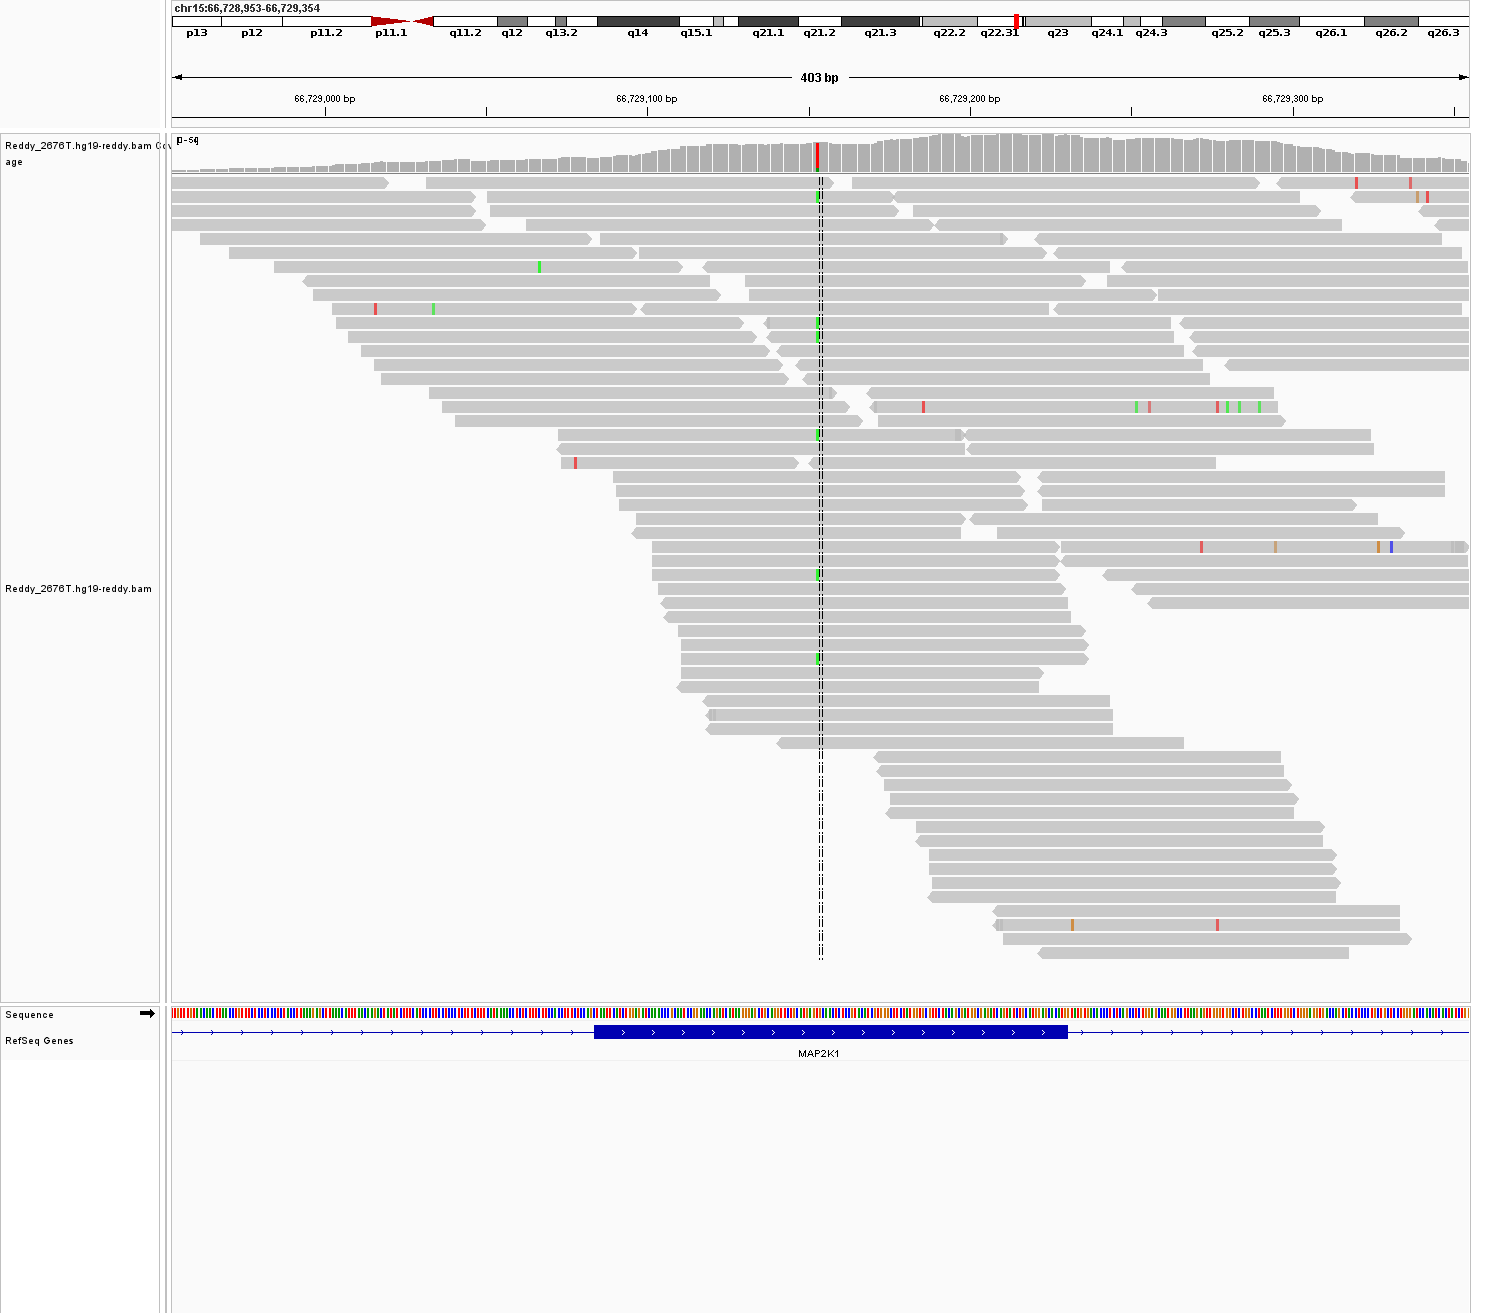 chr15:66,728,953-66,729,354
p13 p12 p11.2 p11.1 q11.2 q12 q13.2 q14 q15.1 q21.1 q21.2 q21.3 q22.2 q22.31 q23 q24.1 q24.3 q25.2 q25.3 q26.1 q26.2 q26.3
403 bp
66,729,000 bp 66,729,100 bp 66,729,200 bp 66,729,300 bp
Reddy_2676T.hg19-reddy.bam Cov
age
[0-54]
Reddy_2676T.hg19-reddy.bam
Sequence
RefSeq Genes
MAP2K1